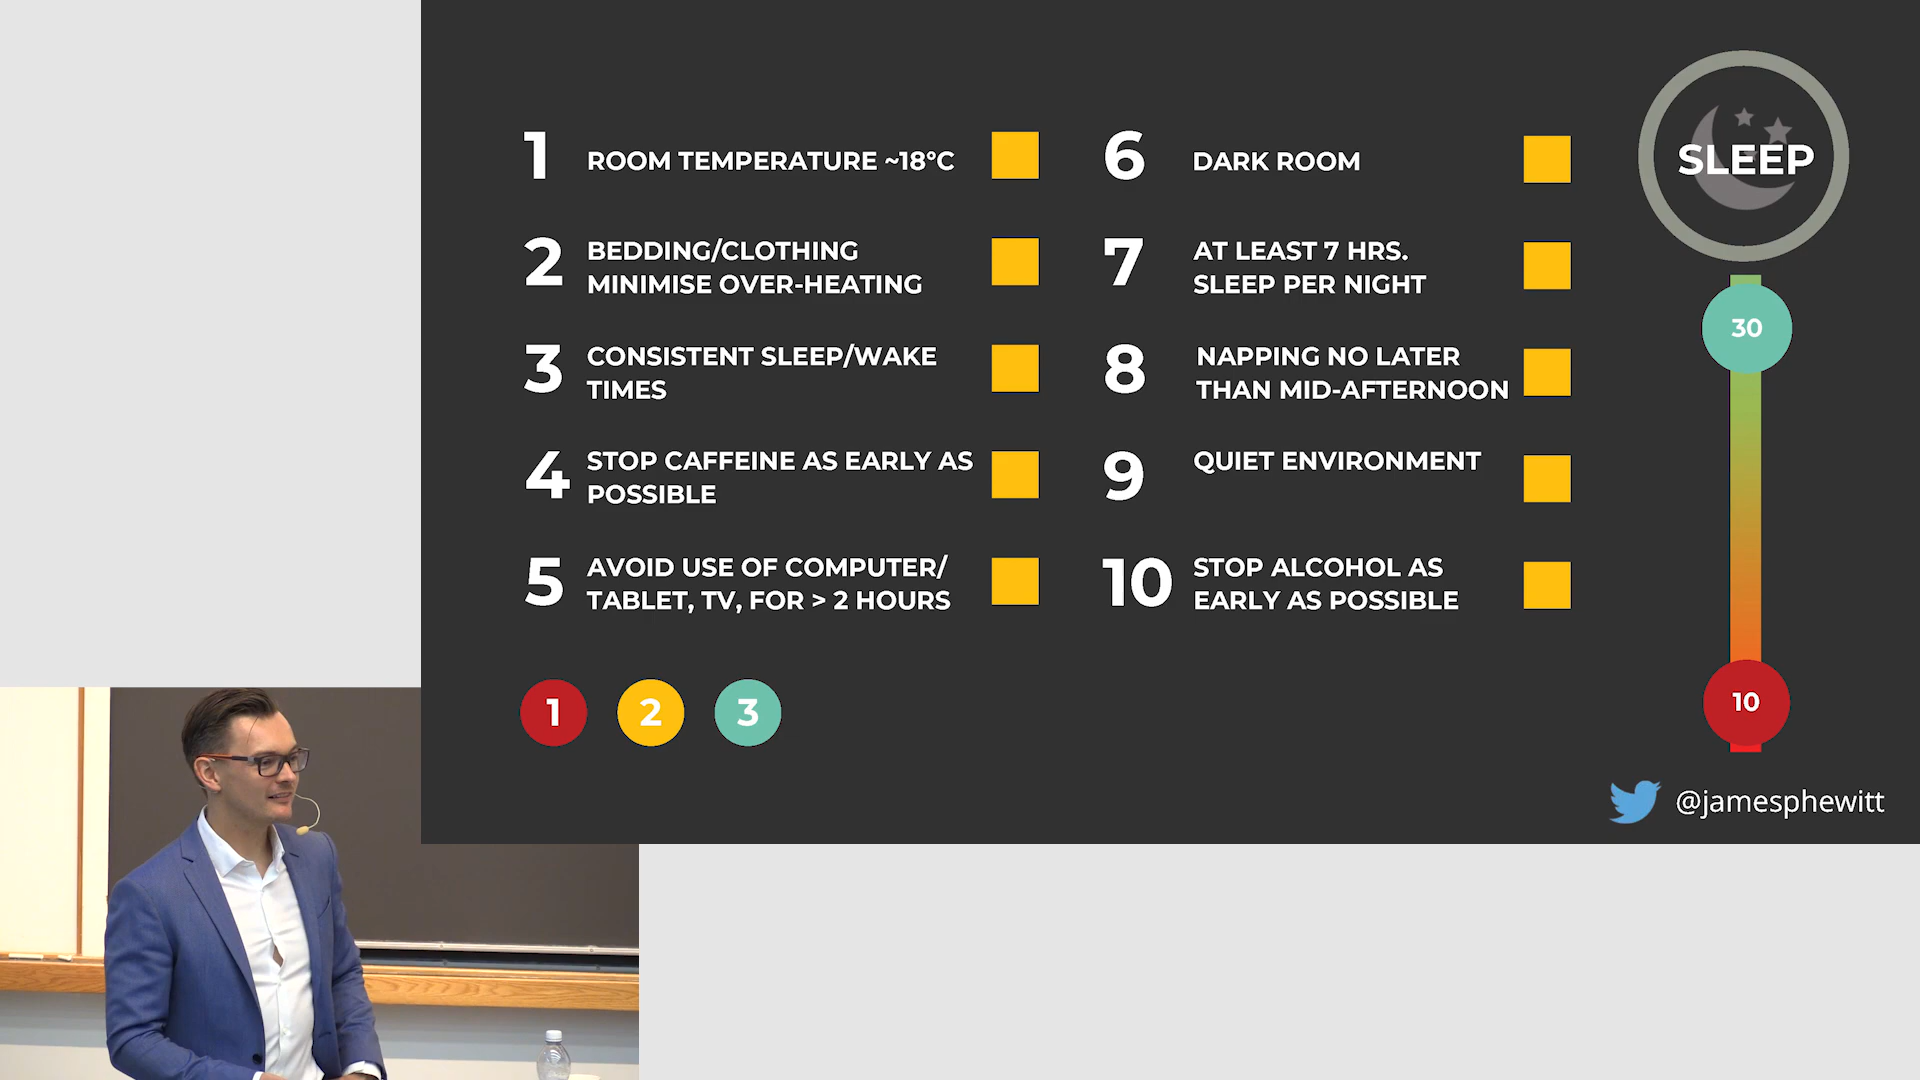 1 ROOM TEMPERATURE ~18°C
2 BEDDING/CLOTHING
MINIMISE OVER-HEATING
3 CONSISTENT SLEEP/WAKE
TIMES
4 STOP CAFFEINE AS EARLY AS
POSSIBLE
5 AVOID USE OF COMPUTER/
TABLET, TV, FOR > 2 HOURS
6 DARK ROOM
7 AT LEAST 7 HRS.
SLEEP PER NIGHT
8 NAPPING NO LATER
THAN MID-AFTERNOON
9 QUIET ENVIRONMENT
10 STOP ALCOHOL AS
EARLY AS POSSIBLE
1 2 3
SLEEP
30
10
@jamesphewitt